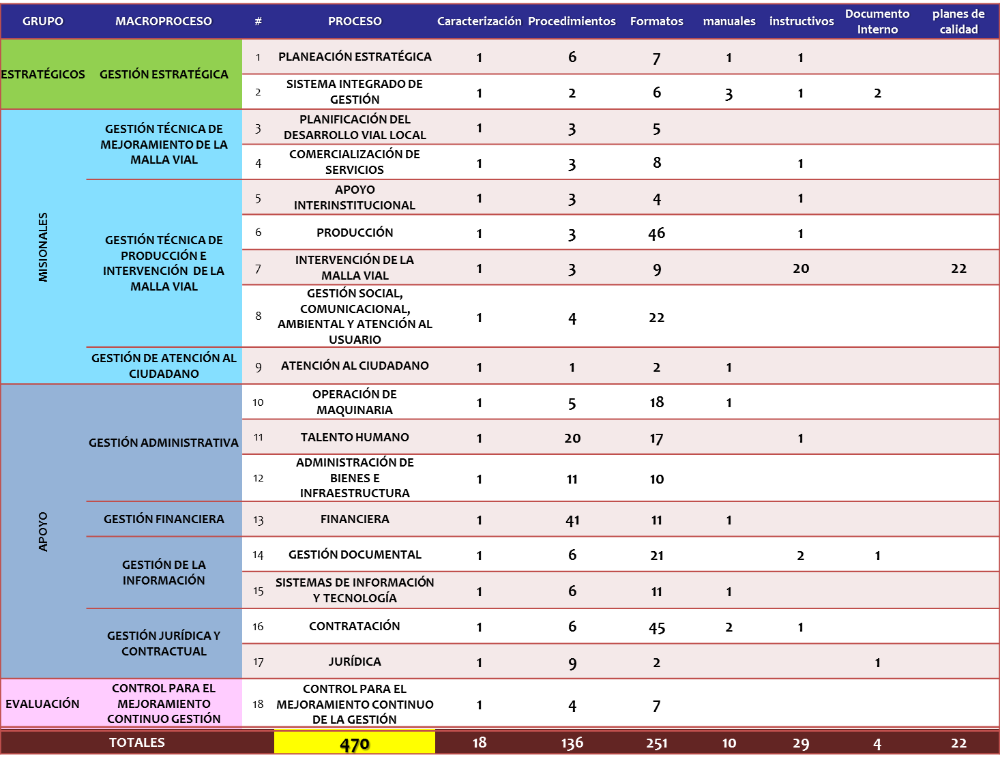 GRUPO MACROPROCESO # PROCESO Caracterización Procedimientos Formatos manuales instructivos Documento Interno planes de calidad
ESTRATÉGICOS
GESTIÓN ESTRATÉGICA
1 PLANEACIÓN ESTRATÉGICA 1 6 7 1 1
2 SISTEMA INTEGRADO DE
GESTIÓN 1 2 6 3 1 2
MISIONALES
GESTIÓN TÉCNICA DE
MEJORAMIENTO DE LA
MALLA VIAL
3 PLANIFICACIÓN DEL
DESARROLLO VIAL LOCAL 1 3 5
4 COMERCIALIZACIÓN DE
SERVICIOS 1 3 8 1
GESTIÓN TÉCNICA DE
PRODUCCIÓN E
INTERVENCIÓN DE LA
MALLA VIAL
5 APOYO
INTERINSTITUCIONAL 1 3 4 1
6 PRODUCCIÓN 1 3 46 1
7 INTERVENCIÓN DE LA
MALLA VIAL 1 3 9 20 22
8 GESTIÓN SOCIAL,
COMUNICACIONAL,
AMBIENTAL Y ATENCIÓN AL
USUARIO 1 4 22
GESTIÓN DE ATENCIÓN AL
CIUDADANO
9 ATENCIÓN AL CIUDADANO 1 1 2 1
APOYO
GESTIÓN ADMINISTRATIVA
10 OPERACIÓN DE
MAQUINARIA 1 5 18 1
11 TALENTO HUMANO 1 20 17 1
12 ADMINISTRACIÓN DE
BIENES E
INFRAESTRUCTURA 1 11 10
GESTIÓN FINANCIERA
13 FINANCIERA 1 41 11 1
GESTIÓN DE LA
INFORMACIÓN
14 GESTIÓN DOCUMENTAL 1 6 21 2 1
15 SISTEMAS DE INFORMACIÓN
Y TECNOLOGÍA 1 6 11 1
GESTIÓN JURÍDICA Y
CONTRACTUAL
16 CONTRATACIÓN 1 6 45 2 1
17 JURÍDICA 1 9 2 1
EVALUACIÓN
CONTROL PARA EL
MEJORAMIENTO
CONTINUO GESTIÓN
18 CONTROL PARA EL
MEJORAMIENTO CONTINUO
DE LA GESTIÓN 1 4 7
TOTALES 470 18 136 251 10 29 4 22